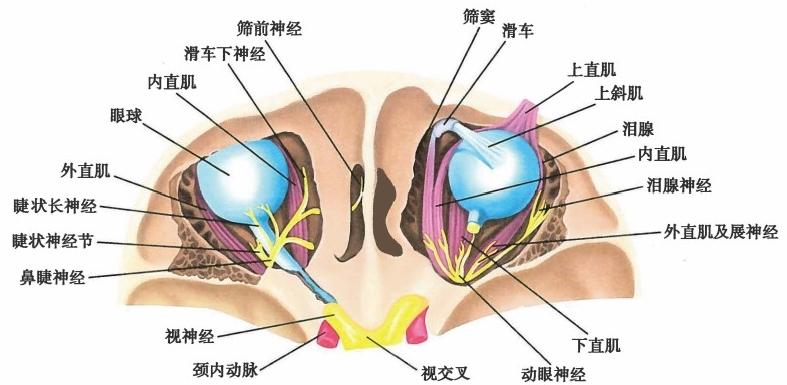 筛前神经
滑车下神经
内直肌
眼球
外直肌
睫状长神经
睫状神经节
鼻睫神经
视神经
颈内动脉
筛窦
滑车
上直肌
上斜肌
泪腺
内直肌
泪腺神经
外直肌及展神经
下直肌
动眼神经
视交叉